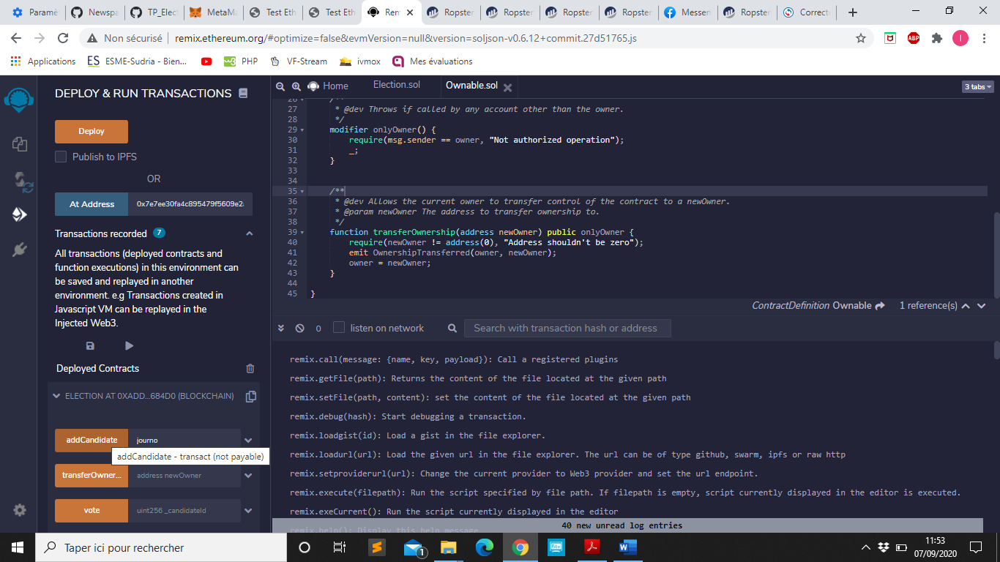 Paramè
Newspa
TP_Elect
MetaMa
Test Eth
Test Eth
Rem
Ropster
Ropster
Ropster
Ropster
Messen
Ropster
Correct
Non sécurisé
remix.ethereum.org/#optimize=false&evmVersion=null&version=soljson-v0.6.12+commit.27d51765.js
ABP
I
Applications
ES ESME-Sudria - Bien...
PHP
VF-Stream
ivmox
Mes évaluations
DEPLOY & RUN TRANSACTIONS
Deploy
Publish to IPFS
OR
At Address
0x7e7ee30fa4c895479f5609e2
Transactions recorded 7
All transactions (deployed contracts and
function executions) in this environment can
be saved and replayed in another
environment. e.g Transactions created in
Javascript VM can be replayed in the
Injected Web3.
Deployed Contracts
ELECTION AT 0XADD...684D0 (BLOCKCHAIN)
addCandidate
journo
addCandidate - transact (not payable)
transferOwner...
address newOwner
vote
uint256 _candidateId
Home
Election.sol
Ownable.sol
3 tabs
26 /**
27 * @dev Throws if called by any account other than the owner.
28 */
29 modifier onlyOwner() {
30 require(msg.sender == owner, "Not authorized operation");
31 _;
32 }
33
34
35 /**
36 * @dev Allows the current owner to transfer control of the contract to a newOwner.
37 * @param newOwner The address to transfer ownership to.
38 */
39 function transferOwnership(address newOwner) public onlyOwner {
40 require(newOwner != address(0), "Address shouldn't be zero");
41 emit OwnershipTransferred(owner, newOwner);
42 owner = newOwner;
43 }
44
45 }
ContractDefinition Ownable
1 reference(s)
0
listen on network
Search with transaction hash or address
remix.call(message: {name, key, payload}): Call a registered plugins
remix.getFile(path): Returns the content of the file located at the given path
remix.setFile(path, content): set the content of the file located at the given path
remix.debug(hash): Start debugging a transaction.
remix.loadgist(id): Load a gist in the file explorer.
remix.loadurl(url): Load the given url in the file explorer. The url can be of type github, swarm, ipfs or raw http
remix.setproviderurl(url): Change the current provider to Web3 provider and set the url endpoint.
remix.execute(filepath): Run the script specified by file path. If filepath is empty, script currently displayed in the editor is executed.
remix.exeCurrent(): Run the script currently displayed in the editor
remix.help(): Display this help message
40 new unread log entries
Taper ici pour rechercher
1
11:53
07/09/2020